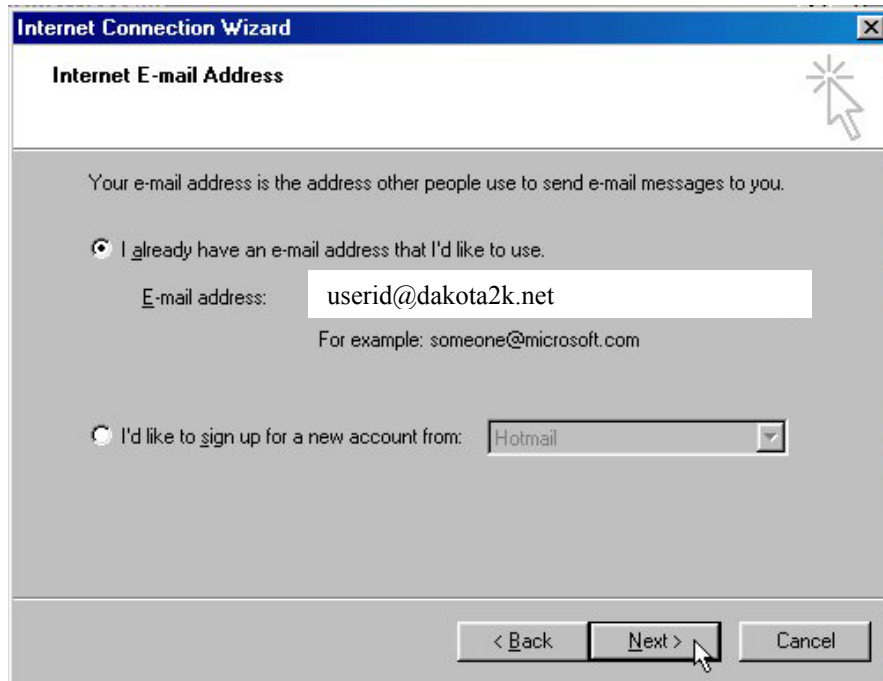 Internet Connection Wizard
Internet E-mail Address
Your e-mail address is the address other people use to send e-mail messages to you.
I already have an e-mail address that I'd like to use.
E-mail address: userid@dakota2k.net
For example: someone@microsoft.com
I'd like to sign up for a new account from: Hotmail
< Back Next > Cancel